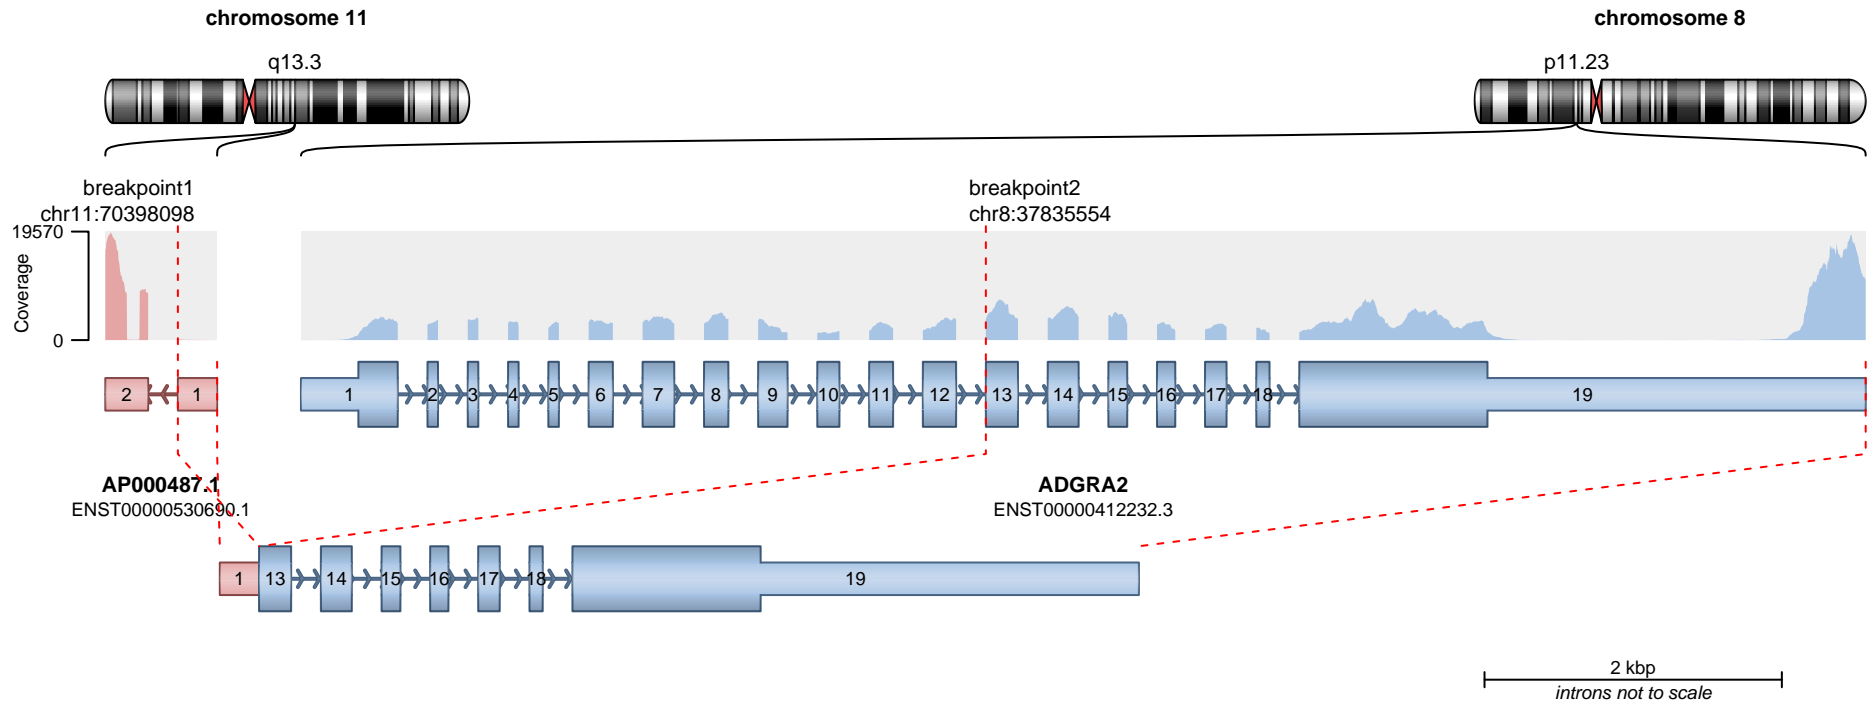 chromosome 11
chromosome 8
q13.3
p11.23
breakpoint1
chr11:70398098
breakpoint2
chr8:37835554
19570
Coverage
0
2 1
1 2 3 4 5 6 7 8 9 10 11 12 13 14 15 16 17 18 19
AP000487.1
ENST00000530690.1
ADGRA2
ENST00000412232.3
1 13 14 15 16 17 18 19
2 kbp
introns not to scale